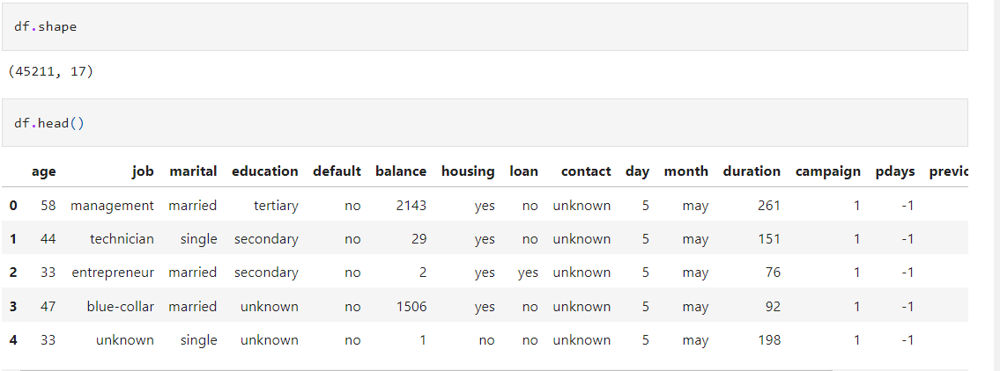 df.shape
(45211, 17)
df.head()
age job marital education default balance housing loan contact day month duration campaign pdays
0 58 management married tertiary no 2143 yes no unknown 5 may 261 1 -1
1 44 technician single secondary no 29 yes no unknown 5 may 151 1 -1
2 33 entrepreneur married secondary no 2 yes yes unknown 5 may 76 1 -1
3 47 blue-collar married unknown no 1506 yes no unknown 5 may 92 1 -1
4 33 unknown single unknown no 1 no no unknown 5 may 198 1 -1